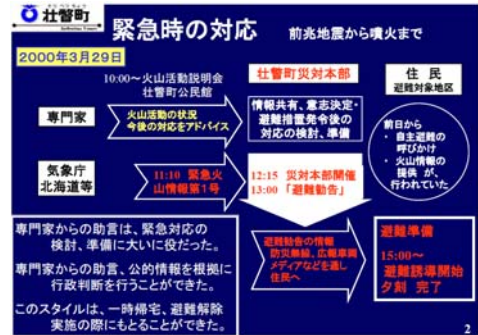 そうべつちょう
壮瞥町
Sobetsu Town
緊急時の対応 前兆地震から噴火まで
2000年3月29日
10:00〜火山活動説明会
壮瞥町公民館
壮瞥町災対本部
住 民
避難対象地区
専門家
火山活動の状況
今後の対応をアドバイス
情報共有、意志決定・
避難措置発令後の
対応の検討、準備
前日から
・ 自主避難の
呼びかけ
・ 火山情報の
提供 が、
行われていた
気象庁
北海道等
11:10 緊急火
山情報第1号
12:15 災対本部開催
13:00 「避難勧告」
専門家からの助言は、緊急対応の
検討、準備に大いに役だった。
専門家からの助言、公的情報を根拠に
行政判断を行うことができた。
このスタイルは、一時帰宅、避難解除
実施の際にもとることができた。
避難勧告の情報
防災無線、広報車両
メディアなどを通し
住民へ
避難準備
15:00〜
避難誘導開始
夕刻 完了
2